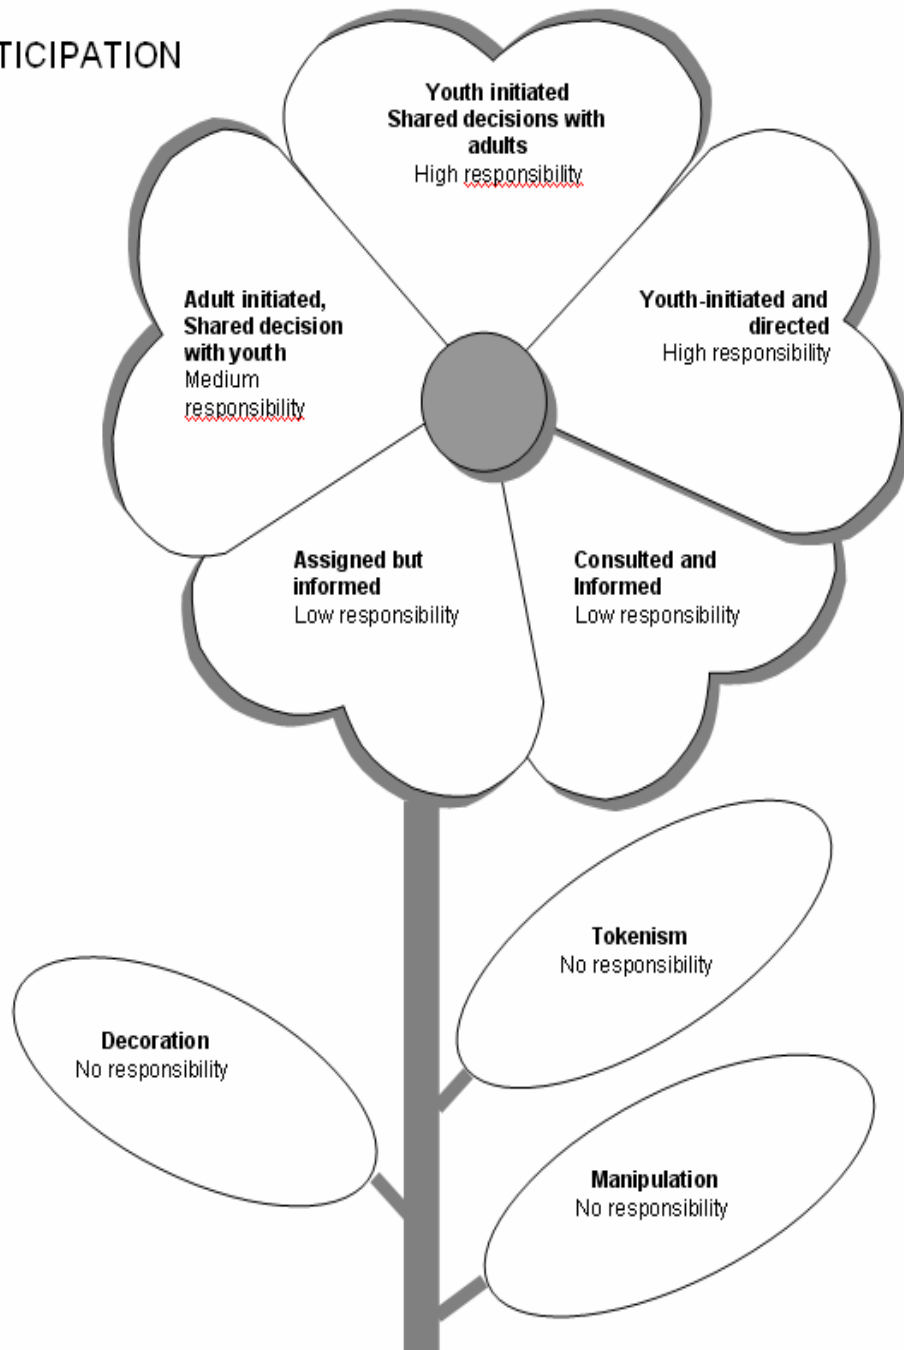 TICIPATION
Youth initiated
Shared decisions with
adults
High responsibility
Adult initiated,
Shared decision
with youth
Medium
responsibility
Youth-initiated and
directed
High responsibility
Assigned but
informed
Low responsibility
Consulted and
Informed
Low responsibility
Tokenism
No responsibility
Decoration
No responsibility
Manipulation
No responsibility